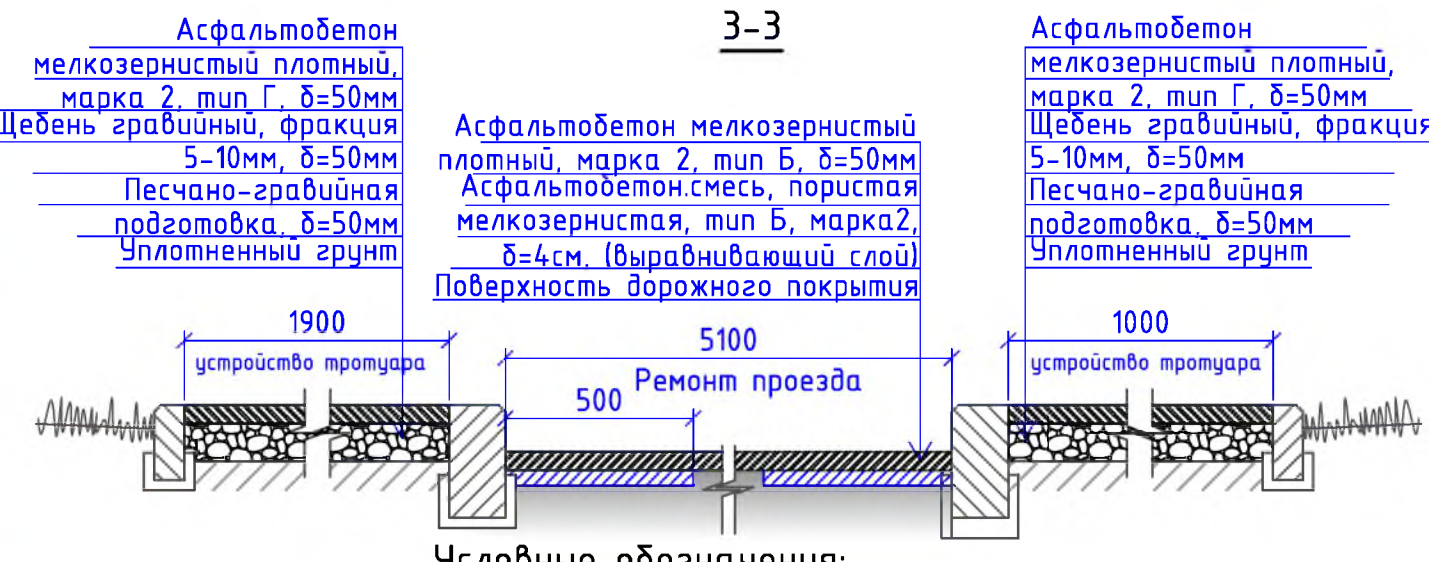 3-3
Асфальтобетон
мелкозернистый плотный,
марка 2, тип Г, δ=50мм
Щебень гравийный, фракция
5-10мм, δ=50мм
Песчано-гравийная
подготовка, δ=50мм
Уплотненный грунт
Асфальтобетон мелкозернистый
плотный, марка 2, тип Б, δ=50мм
Асфальтобетон.смесь, пористая
мелкозернистая, тип Б, марка2,
δ=4см. (выравнивающий слой)
Поверхность дорожного покрытия
Асфальтобетон
мелкозернистый плотный,
марка 2, тип Г, δ=50мм
Щебень гравийный, фракция
5-10мм, δ=50мм
Песчано-гравийная
подготовка, δ=50мм
Уплотненный грунт
1900
устройство тротуара
5100
Ремонт проезда
500
1000
устройство тротуара
Условные обозначения: